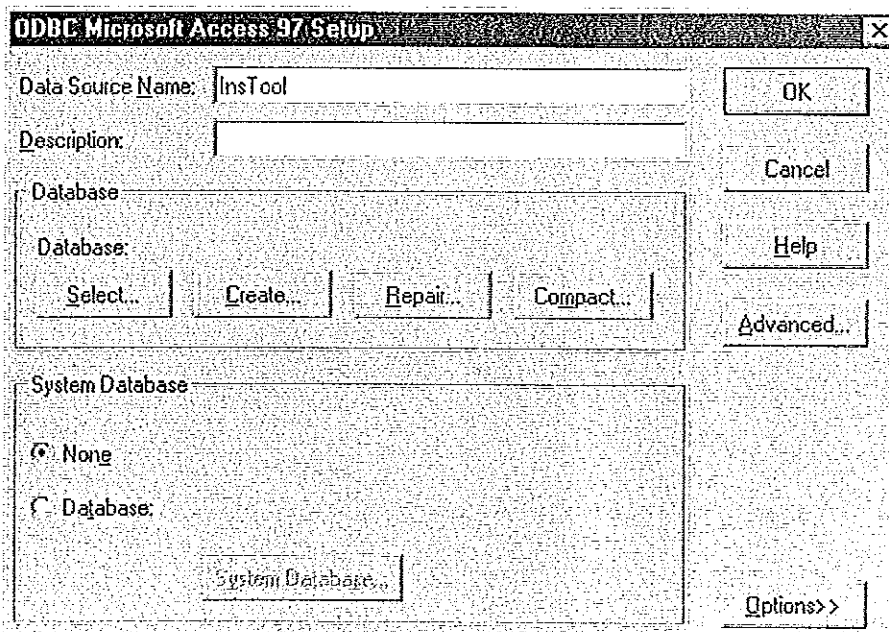 ODBC Microsoft Access 97 Setup
Data Source Name: InsTool
OK
Description:
Cancel
Database
Database:
Help
Select... Create... Repair... Compact...
Advanced...
System Database
None
Database:
System Database...
Options>>